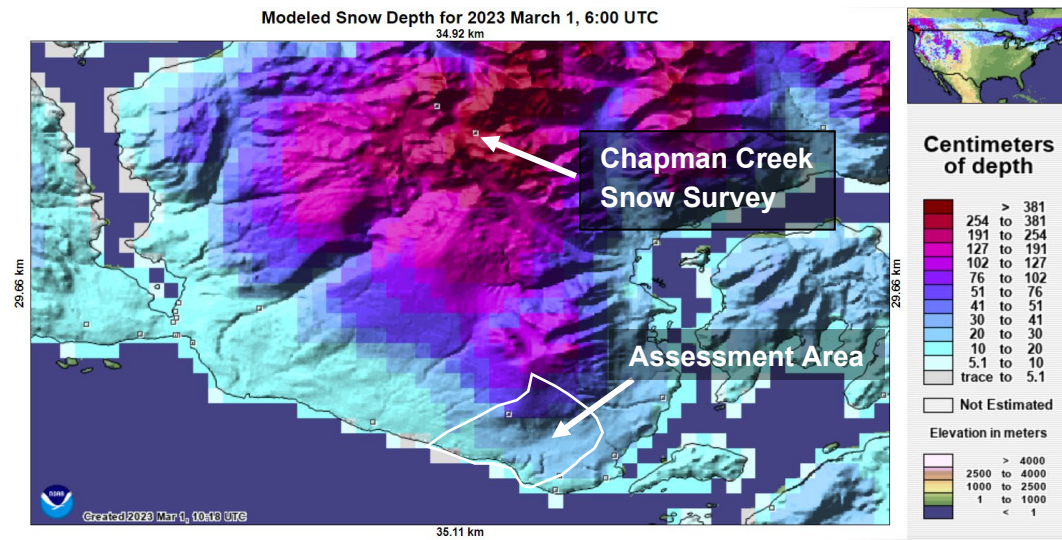 Modeled Snow Depth for 2023 March 1, 6:00 UTC
34.92 km
29.66 km
29.66 km
35.11 km
Chapman Creek
Snow Survey
Assessment Area
noaa
Created 2023 Mar 1, 10:18 UTC
Centimeters
of depth
> 381
254 to 381
191 to 254
127 to 191
102 to 127
76 to 102
51 to 76
41 to 51
30 to 41
20 to 30
10 to 20
5.1 to 10
trace to 5.1
Not Estimated
Elevation in meters
> 4000
2500 to 4000
1000 to 2500
1 to 1000
< 1